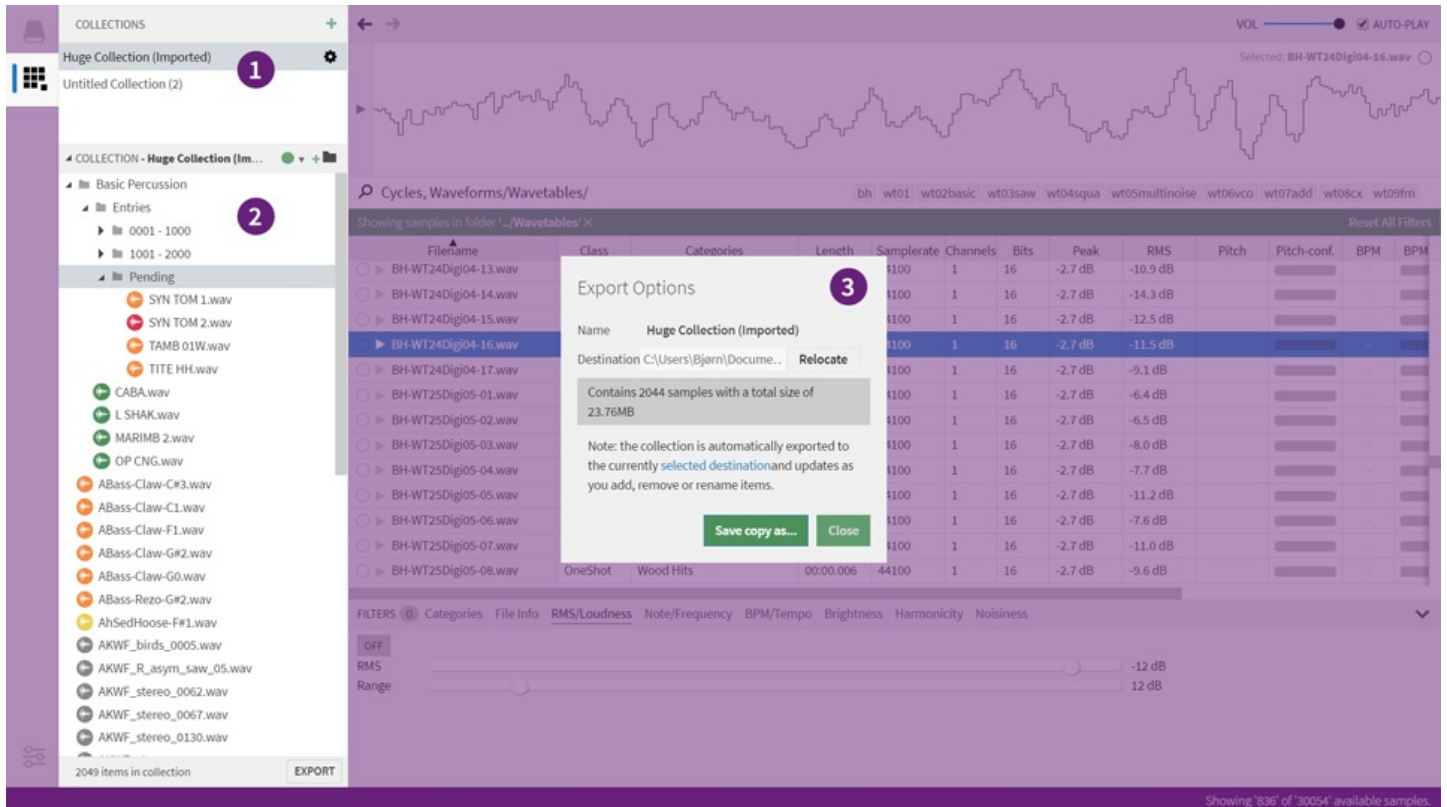 COLLECTIONS +
Huge Collection (Imported)
1
Untitled Collection (2)
COLLECTION - Huge Collection (Im...
Basic Percussion
Entries
2
0001 - 1000
1001 - 2000
Pending
SYN TOM 1.wav
SYN TOM 2.wav
TAMB 01W.wav
TITE HH.wav
CABA.wav
L SHAK.wav
MARIMB 2.wav
OP CNG.wav
ABass-Claw-C#3.wav
ABass-Claw-C1.wav
ABass-Claw-F1.wav
ABass-Claw-G#2.wav
ABass-Claw-G0.wav
ABass-Rezo-G#2.wav
AhSedHoose-F#1.wav
AKWF_birds_0005.wav
AKWF_R_asym_saw_05.wav
AKWF_stereo_0062.wav
AKWF_stereo_0067.wav
AKWF_stereo_0130.wav
2049 items in collection EXPORT
VOL AUTO-PLAY
Selected: BH-WT24Digi04-16.wav
Cycles, Waveforms/Wavetables/ bh wt01 wt02basic wt03saw wt04squa wt05multinoise wt06vco wt07add wt08cx wt09fm
Showing samples in folder '../Wavetables' × Reset All Filters
Filename Class Categories Length Samplerate Channels Bits Peak RMS Pitch Pitch-conf. BPM BPM
BH-WT24Digi04-13.wav 44100 1 16 -2.7 dB -10.9 dB
BH-WT24Digi04-14.wav 4100 1 16 -2.7 dB -14.3 dB
BH-WT24Digi04-15.wav 4100 1 16 -2.7 dB -12.5 dB
BH-WT24Digi04-16.wav 4100 1 16 -2.7 dB -11.5 dB
BH-WT24Digi04-17.wav 4100 1 16 -2.7 dB -9.1 dB
BH-WT25Digi05-01.wav 4100 1 16 -2.7 dB -6.4 dB
BH-WT25Digi05-02.wav 4100 1 16 -2.7 dB -6.5 dB
BH-WT25Digi05-03.wav 4100 1 16 -2.7 dB -8.0 dB
BH-WT25Digi05-04.wav 4100 1 16 -2.7 dB -7.7 dB
BH-WT25Digi05-05.wav 4100 1 16 -2.7 dB -11.2 dB
BH-WT25Digi05-06.wav 4100 1 16 -2.7 dB -7.6 dB
BH-WT25Digi05-07.wav 4100 1 16 -2.7 dB -11.0 dB
BH-WT25Digi05-08.wav OneShot Wood Hits 00:00.006 44100 1 16 -2.7 dB -9.6 dB
Export Options 3
Name Huge Collection (Imported)
Destination C:\Users\Bjørn\Docume.. Relocate
Contains 2044 samples with a total size of
23.76MB
Note: the collection is automatically exported to
the currently selected destinationand updates as
you add, remove or rename items.
Save copy as... Close
FILTERS 0 Categories File Info RMS/Loudness Note/Frequency BPM/Tempo Brightness Harmonicity Noisiness
OFF
RMS -12 dB
Range 12 dB
Showing '836' of '30054' available samples.